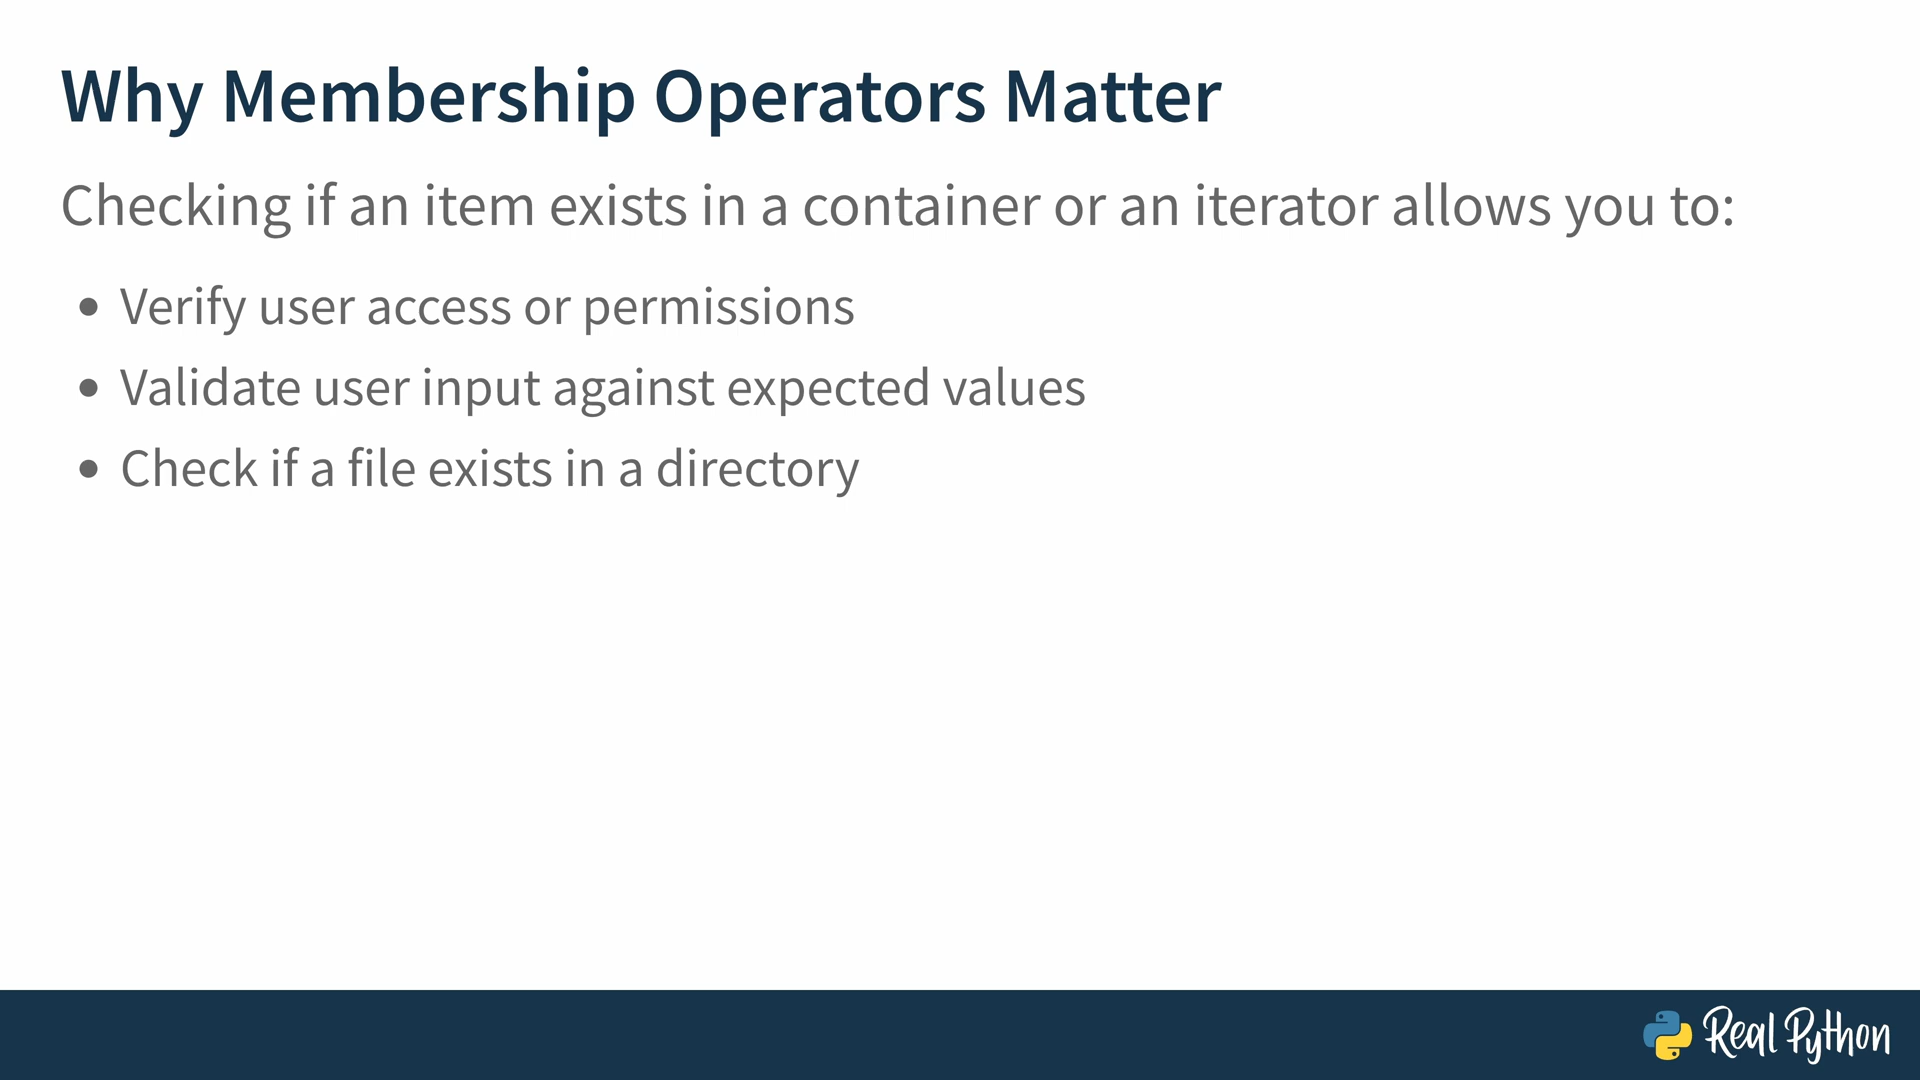 Why Membership Operators Matter
Checking if an item exists in a container or an iterator allows you to:
• Verify user access or permissions
• Validate user input against expected values
• Check if a file exists in a directory
Real Python